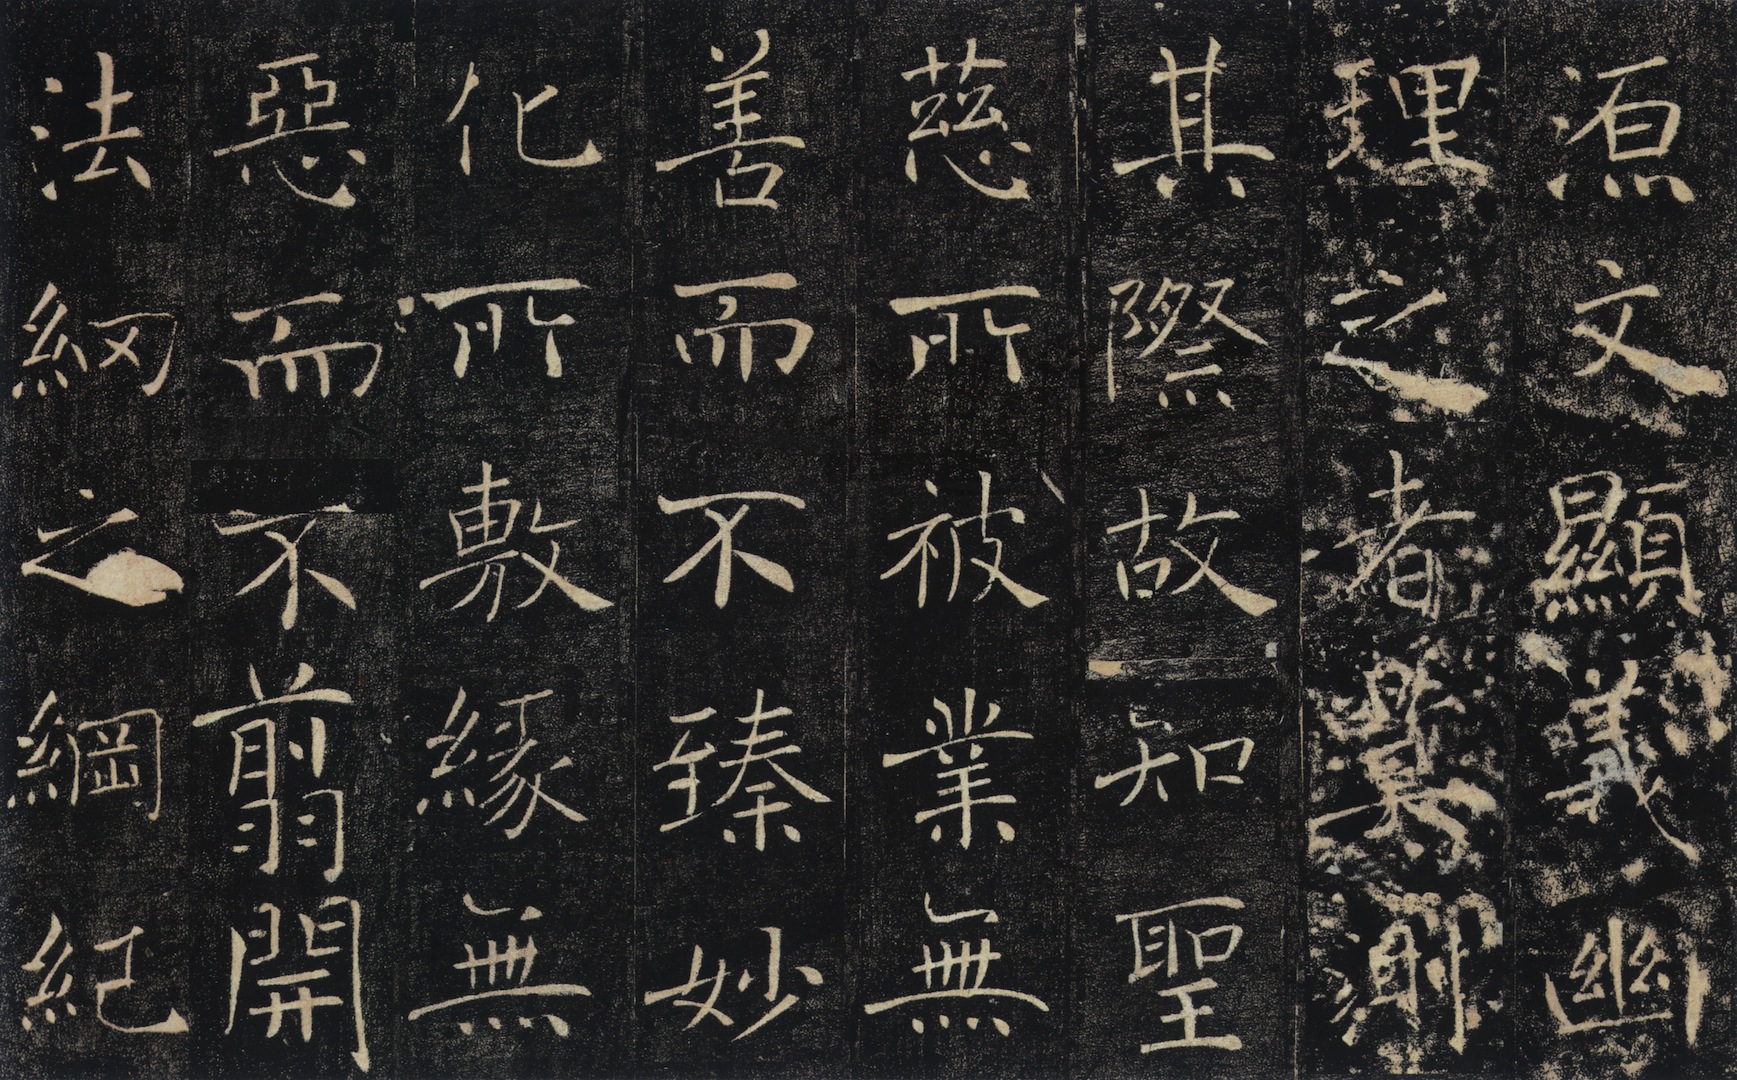 源文顯義幽
理之者莫測
其際故知聖
慈所被業無
善而不臻妙
化所敷緣無
惡而不翦開
法網之綱紀